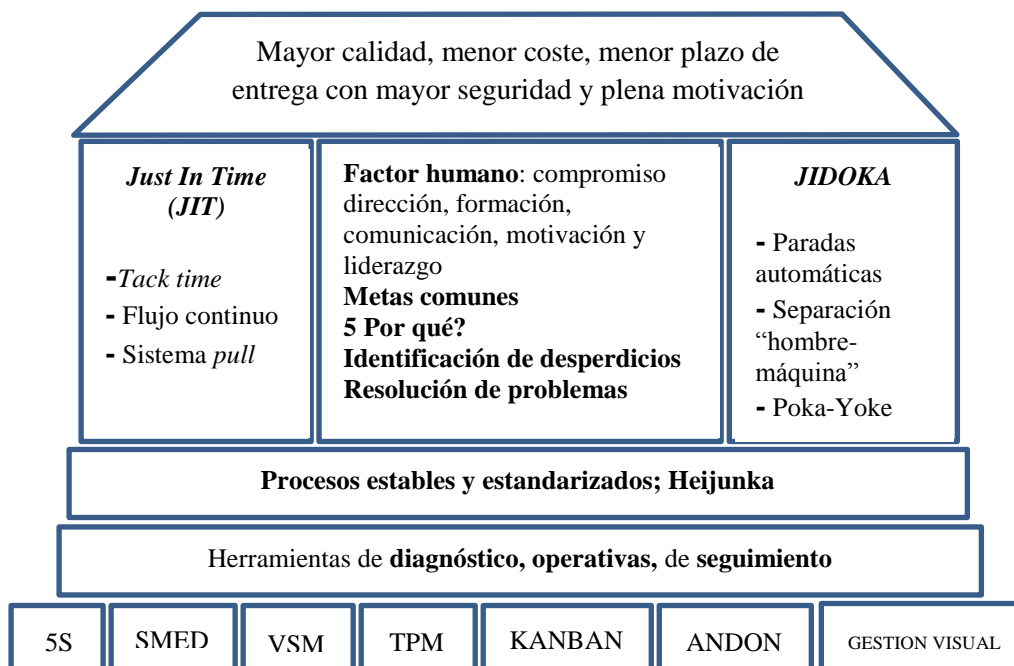 Mayor calidad, menor coste, menor plazo de
entrega con mayor seguridad y plena motivación
Just In Time
(JIT)
-Tack time
- Flujo continuo
- Sistema pull
Factor humano: compromiso
dirección, formación,
comunicación, motivación y
liderazgo
Metas comunes
5 Por qué?
Identificación de desperdicios
Resolución de problemas
JIDOKA
- Paradas
automáticas
- Separación
“hombre-
máquina”
- Poka-Yoke
Procesos estables y estandarizados; Heijunka
Herramientas de diagnóstico, operativas, de seguimiento
5S
SMED
VSM
TPM
KANBAN
ANDON
GESTION VISUAL